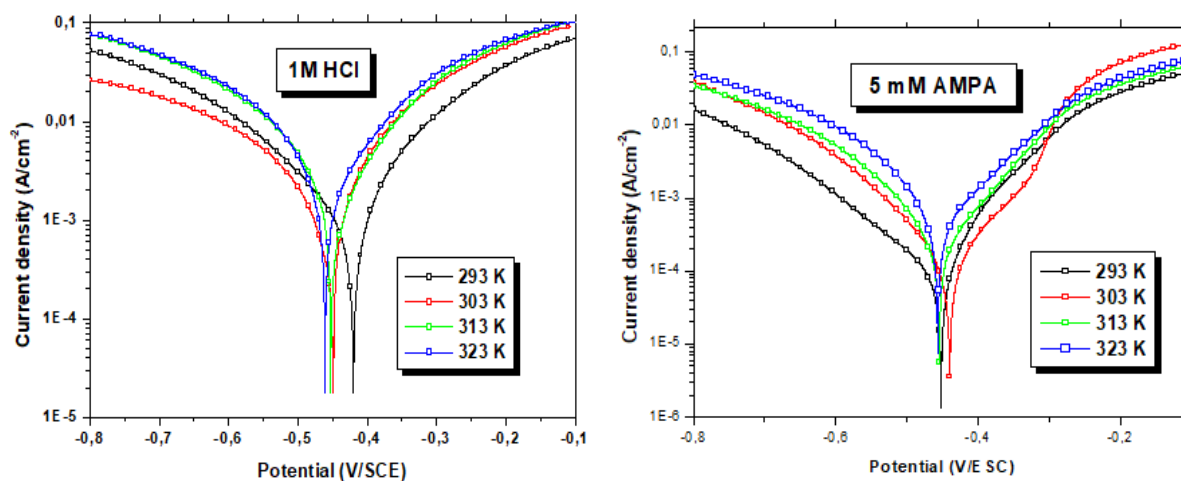 0,1
0,01
1E-3
1E-4
1E-5
Current density (A/cm⁻²)
1M HCl
293 K
303 K
313 K
323 K
-0,8
-0,7
-0,6
-0,5
-0,4
-0,3
-0,2
-0,1
Potential (V/SCE)
0,1
0,01
1E-3
1E-4
1E-5
1E-6
Current density (A/cm⁻²)
5 mM AMPA
293 K
303 K
313 K
323 K
-0,8
-0,6
-0,4
-0,2
Potential (V/E SC)